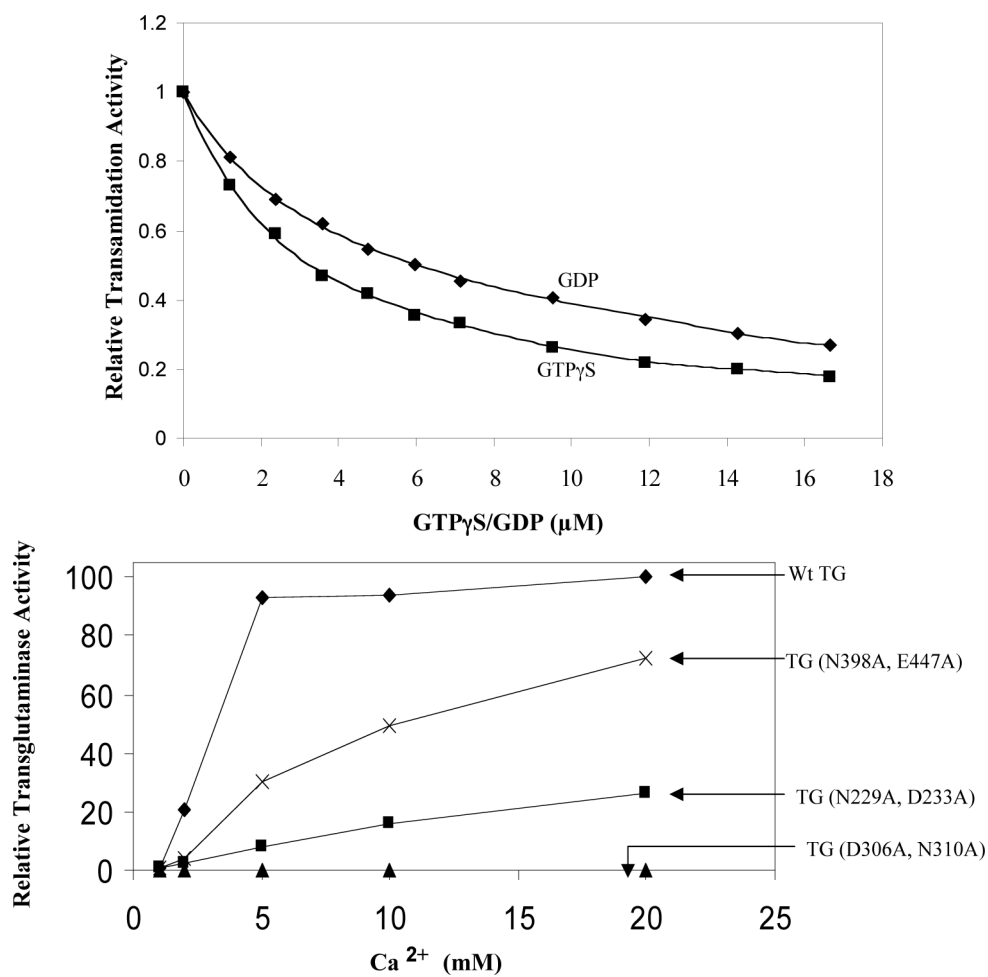 Relative Transamidation Activity
1.2
1
0.8
0.6
0.4
0.2
0
GDP
GTPγS
0 2 4 6 8 10 12 14 16 18
GTPγS/GDP (µM)
Relative Transglutaminase Activity
100
80
60
40
20
0
Wt TG
TG (N398A, E447A)
TG (N229A, D233A)
TG (D306A, N310A)
0 5 10 15 20 25
Ca 2+ (mM)